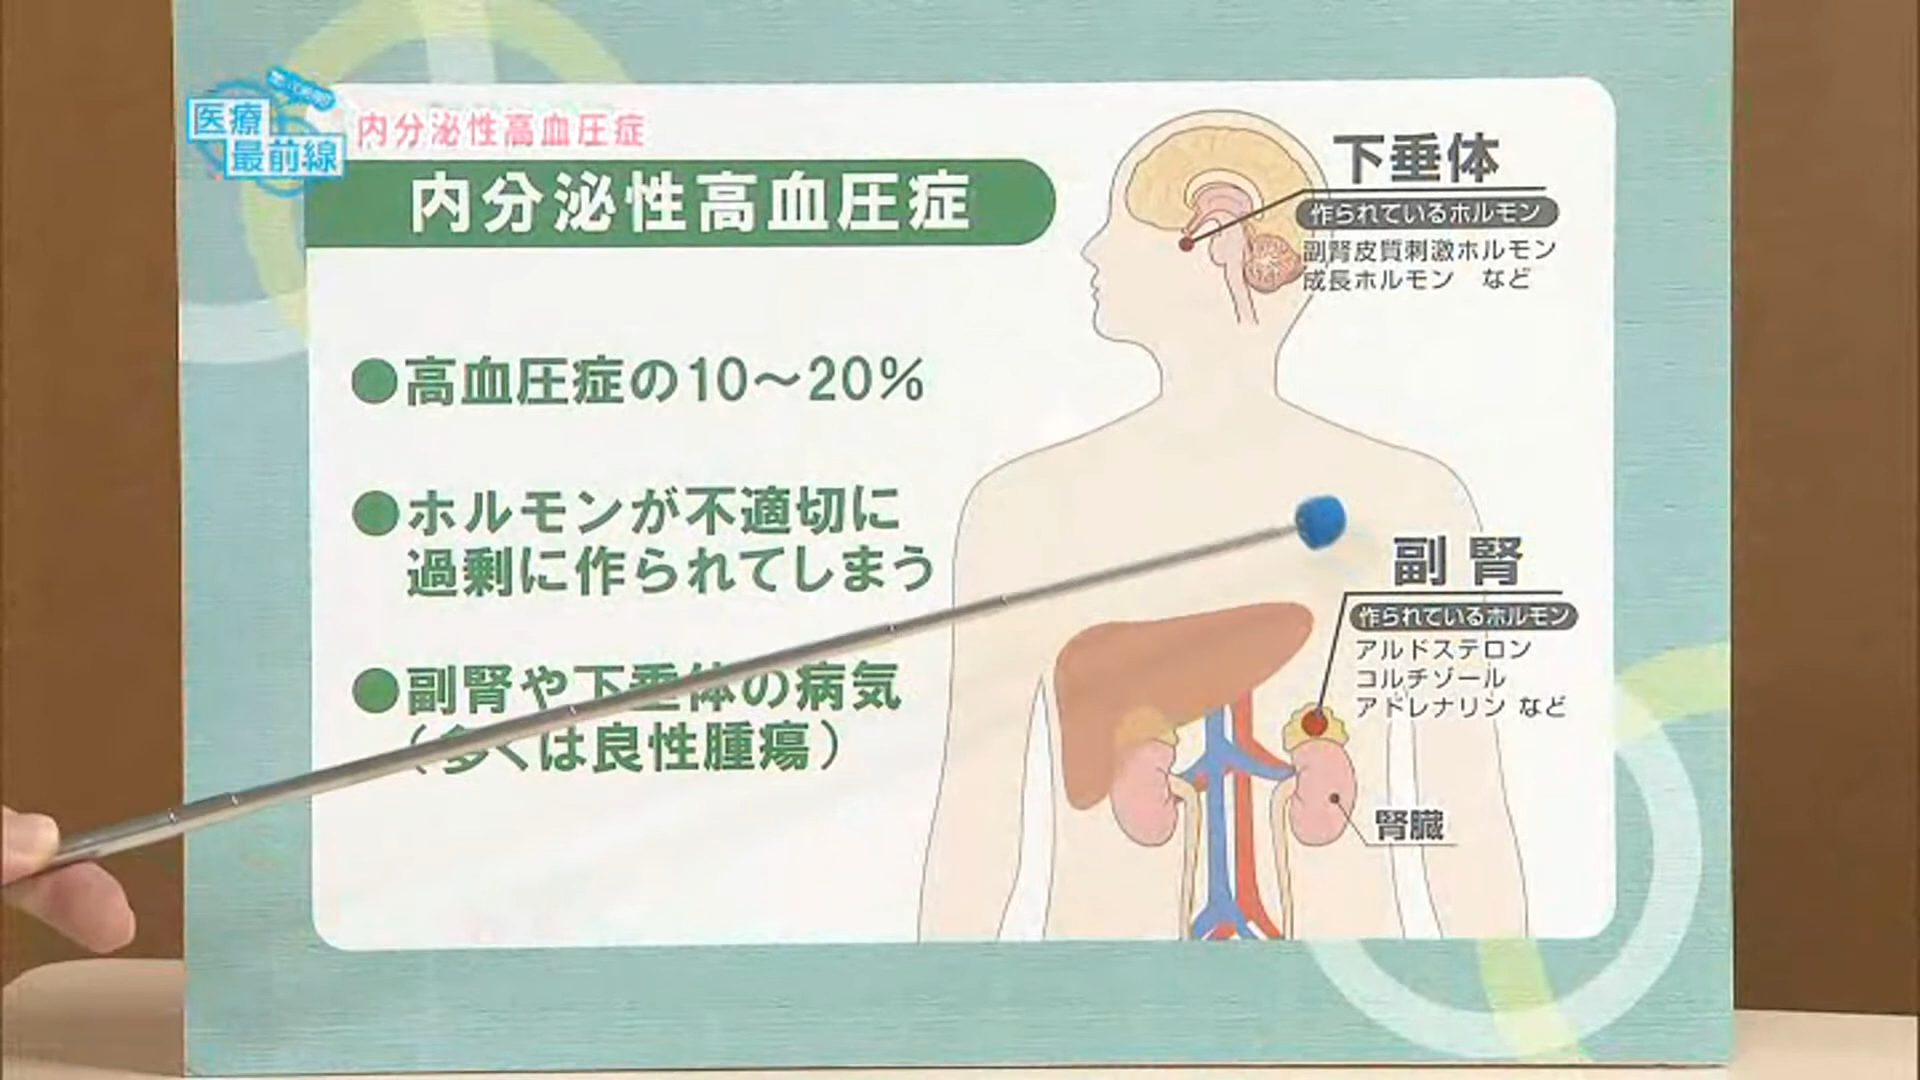 医療
最前線
内分泌性高血圧症
内分泌性高血圧症
●高血圧症の10～20%
●ホルモンが不適切に
過剰に作られてしまう
●副腎や下垂体の病気
(多くは良性腫瘍)
下垂体
作られているホルモン
副腎皮質刺激ホルモン
成長ホルモン など
副腎
作られているホルモン
アルドステロン
コルチゾール
アドレナリン など
腎臓